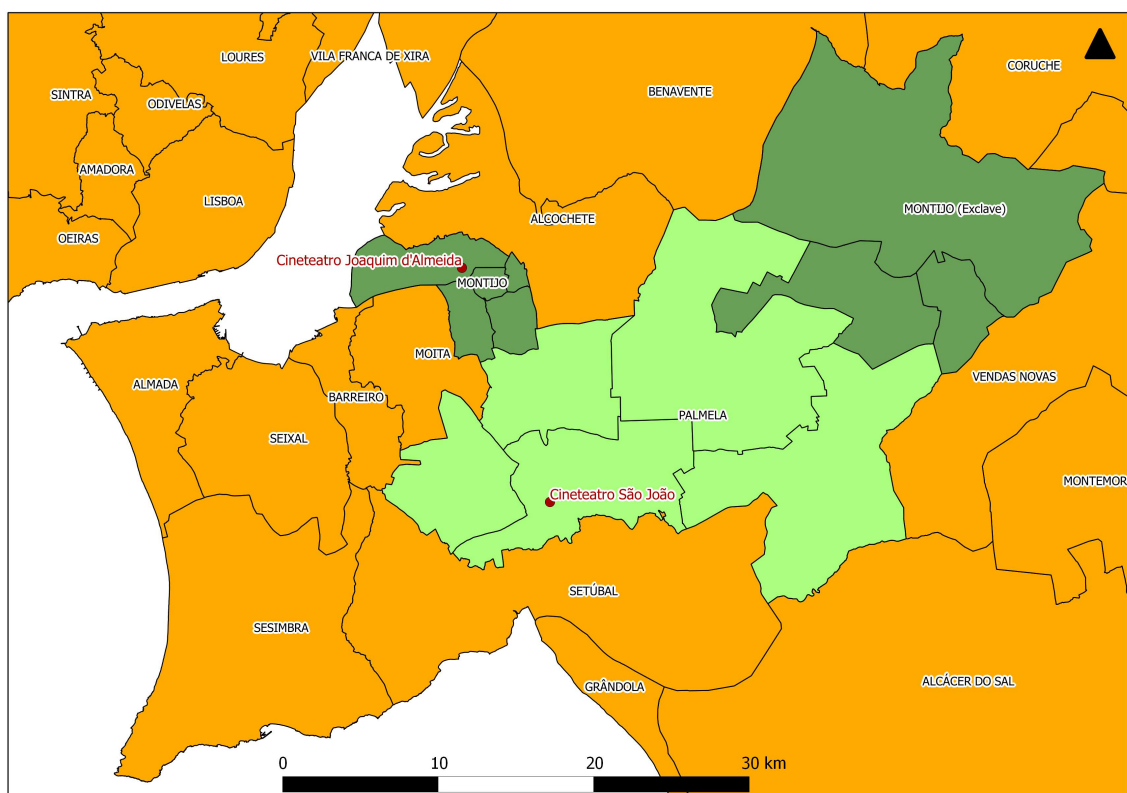 LOURES
VILA FRANCA DE XIRA
CORUCHE
SINTRA
BENAVENTE
ODIVELAS
AMADORA
LISBOA
MONTIJO (Exclave)
ALCOCHETE
OEIRAS
Cineteatro Joaquim d'Almeida
MONTIJO
MOITA
VENDAS NOVAS
ALMADA
BARREIRO
PALMELA
SEIXAL
MONTEMOR
Cineteatro São João
SETÚBAL
SESIMBRA
ALCÁCER DO SAL
GRÂNDOLA
0 10 20 30 km